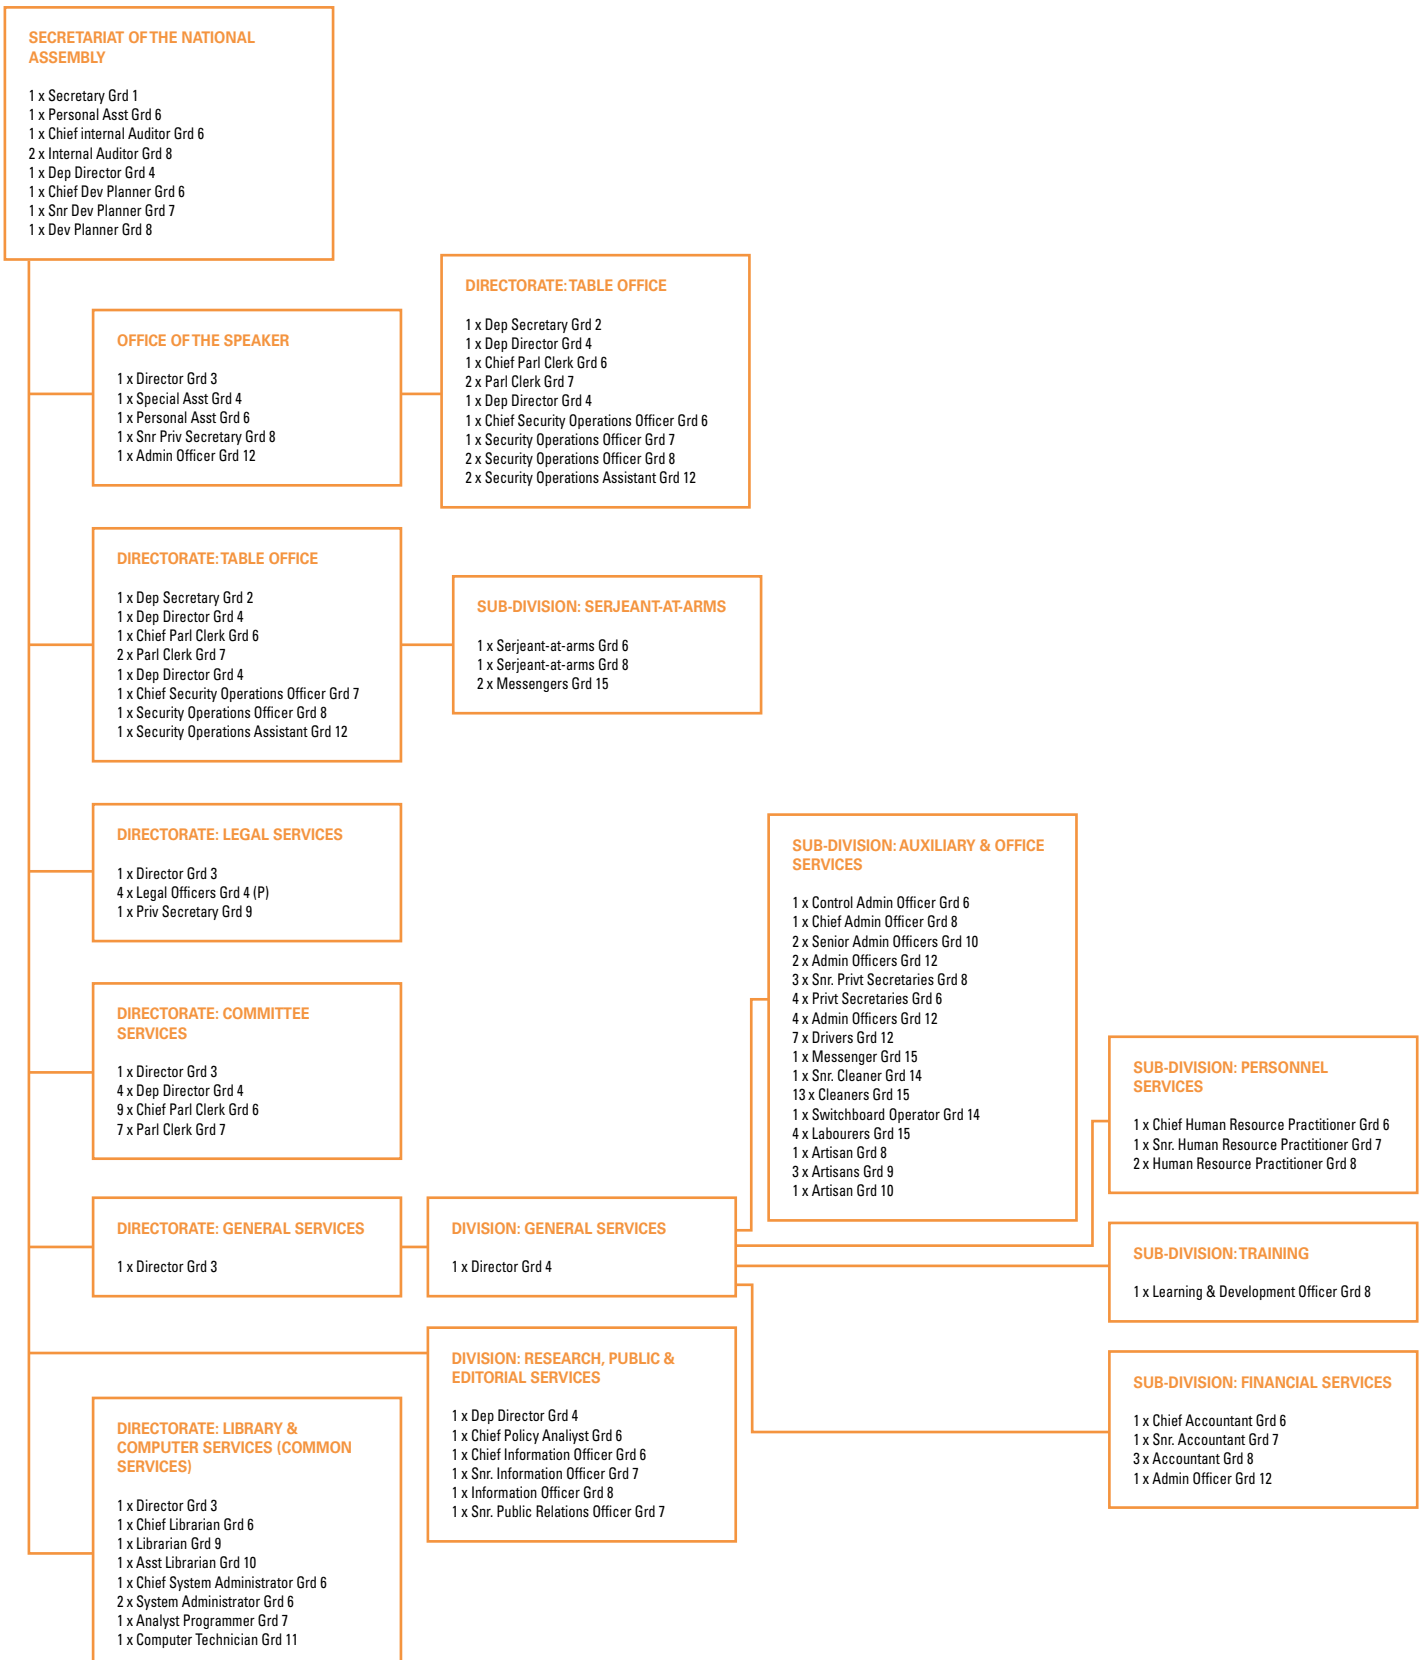 SECRETARIAT OF THE NATIONAL
ASSEMBLY
1 x Secretary Grd 1
1 x Personal Asst Grd 6
1 x Chief internal Auditor Grd 6
2 x Internal Auditor Grd 8
1 x Dep Director Grd 4
1 x Chief Dev Planner Grd 6
1 x Snr Dev Planner Grd 7
1 x Dev Planner Grd 8
OFFICE OF THE SPEAKER
1 x Director Grd 3
1 x Special Asst Grd 4
1 x Personal Asst Grd 6
1 x Snr Priv Secretary Grd 8
1 x Admin Officer Grd 12
DIRECTORATE: TABLE OFFICE
1 x Dep Secretary Grd 2
1 x Dep Director Grd 4
1 x Chief Parl Clerk Grd 6
2 x Parl Clerk Grd 7
1 x Dep Director Grd 4
1 x Chief Security Operations Officer Grd 6
1 x Security Operations Officer Grd 7
2 x Security Operations Officer Grd 8
2 x Security Operations Assistant Grd 12
DIRECTORATE: TABLE OFFICE
1 x Dep Secretary Grd 2
1 x Dep Director Grd 4
1 x Chief Parl Clerk Grd 6
2 x Parl Clerk Grd 7
1 x Dep Director Grd 4
1 x Chief Security Operations Officer Grd 7
1 x Security Operations Officer Grd 8
1 x Security Operations Assistant Grd 12
SUB-DIVISION: SERJEANT-AT-ARMS
1 x Serjeant-at-arms Grd 6
1 x Serjeant-at-arms Grd 8
2 x Messengers Grd 15
DIRECTORATE: LEGAL SERVICES
1 x Director Grd 3
4 x Legal Officers Grd 4 (P)
1 x Priv Secretary Grd 9
DIRECTORATE: COMMITTEE
SERVICES
1 x Director Grd 3
4 x Dep Director Grd 4
9 x Chief Parl Clerk Grd 6
7 x Parl Clerk Grd 7
DIRECTORATE: GENERAL SERVICES
1 x Director Grd 3
DIVISION: GENERAL SERVICES
1 x Director Grd 4
SUB-DIVISION: AUXILIARY & OFFICE
SERVICES
1 x Control Admin Officer Grd 6
1 x Chief Admin Officer Grd 8
2 x Senior Admin Officers Grd 10
2 x Admin Officers Grd 12
3 x Snr. Privt Secretaries Grd 8
4 x Privt Secretaries Grd 6
4 x Admin Officers Grd 12
7 x Drivers Grd 12
1 x Messenger Grd 15
1 x Snr. Cleaner Grd 14
13 x Cleaners Grd 15
1 x Switchboard Operator Grd 14
4 x Labourers Grd 15
1 x Artisan Grd 8
3 x Artisans Grd 9
1 x Artisan Grd 10
SUB-DIVISION: PERSONNEL
SERVICES
1 x Chief Human Resource Practitioner Grd 6
1 x Snr. Human Resource Practitioner Grd 7
2 x Human Resource Practitioner Grd 8
SUB-DIVISION: TRAINING
1 x Learning & Development Officer Grd 8
SUB-DIVISION: FINANCIAL SERVICES
1 x Chief Accountant Grd 6
1 x Snr. Accountant Grd 7
3 x Accountant Grd 8
1 x Admin Officer Grd 12
DIVISION: RESEARCH, PUBLIC &
EDITORIAL SERVICES
1 x Dep Director Grd 4
1 x Chief Policy Analiyst Grd 6
1 x Chief Information Officer Grd 6
1 x Snr. Information Officer Grd 7
1 x Information Officer Grd 8
1 x Snr. Public Relations Officer Grd 7
DIRECTORATE: LIBRARY &
COMPUTER SERVICES (COMMON
SERVICES)
1 x Director Grd 3
1 x Chief Librarian Grd 6
1 x Librarian Grd 9
1 x Asst Librarian Grd 10
1 x Chief System Administrator Grd 6
2 x System Administrator Grd 6
1 x Analyst Programmer Grd 7
1 x Computer Technician Grd 11